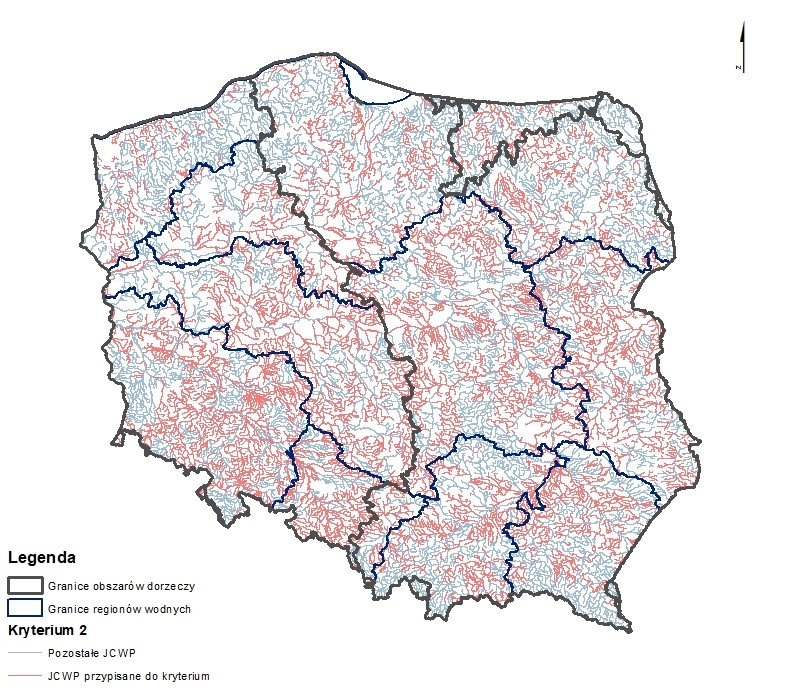 z
Legenda
Granice obszarów dorzeczy
Granice regionów wodnych
Kryterium 2
Pozostałe JCWP
JCWP przypisane do kryterium